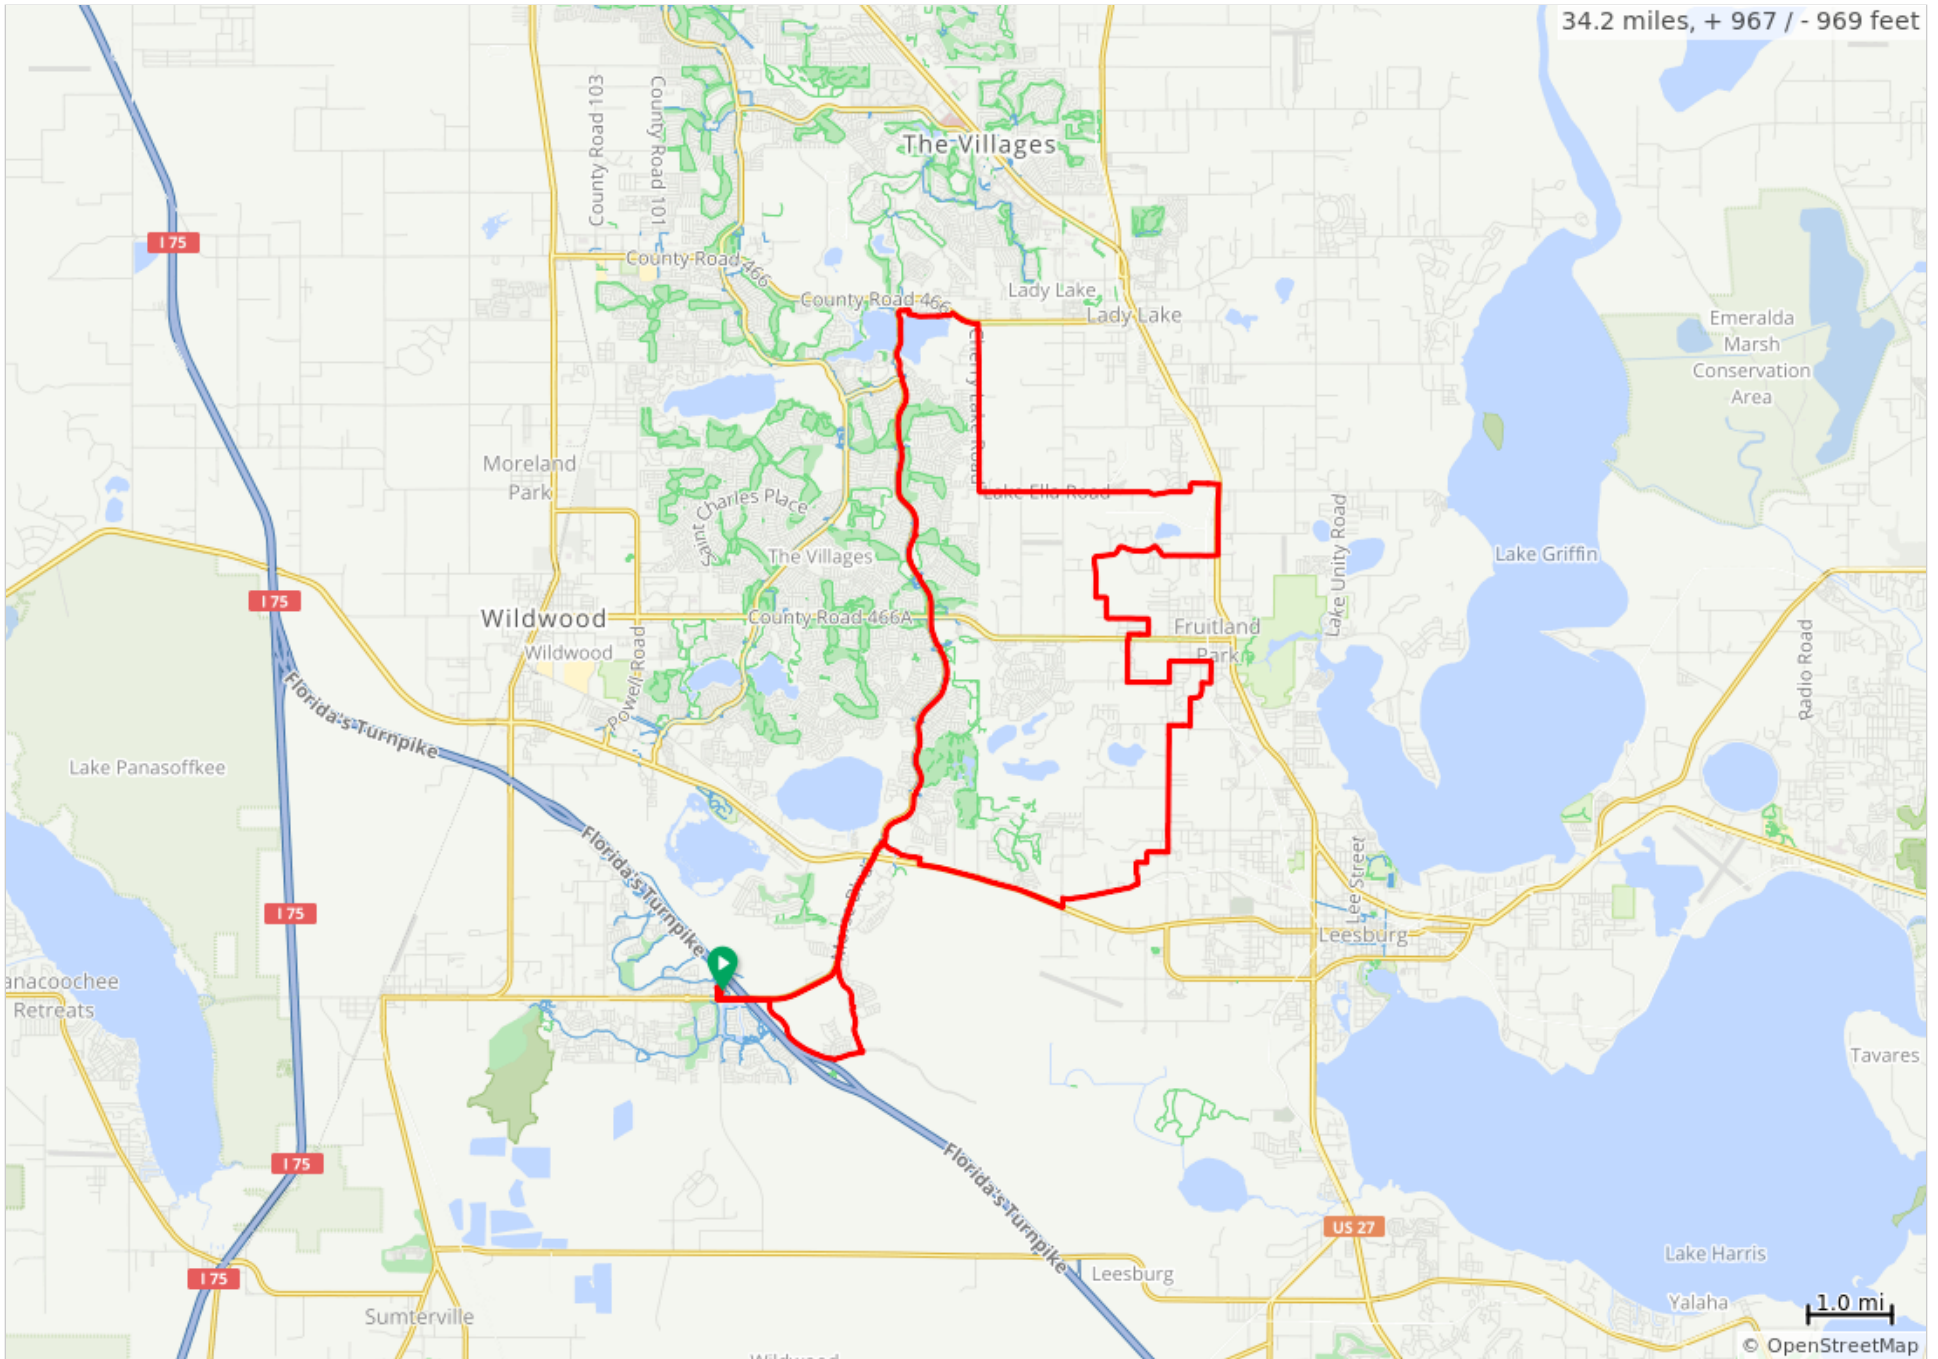 34.2 miles, + 967 / - 969 feet
County Road 103
County Road 101
The Villages
I 75
County Road 466
County Road 466
Lady Lake
Lady Lake
Emeralda
Marsh
Conservation
Area
Cherry Lake Road
Moreland
Park
Lake Ella Road
Saint Charles Place
Lake Unity Road
The Villages
Lake Griffin
I 75
Wildwood
County Road 466A
Wildwood
Powell Road
Fruitland
Park
Radio Road
Florida's Turnpike
Lake Panasoffkee
Florida's Turnpike
Lee Street
I 75
Leesburg
anacoochee
Retreats
Tavares
I 75
Florida's Turnpike
US 27
Lake Harris
I 75
Leesburg
Sumterville
Yalaha
1.0 mi
© OpenStreetMap